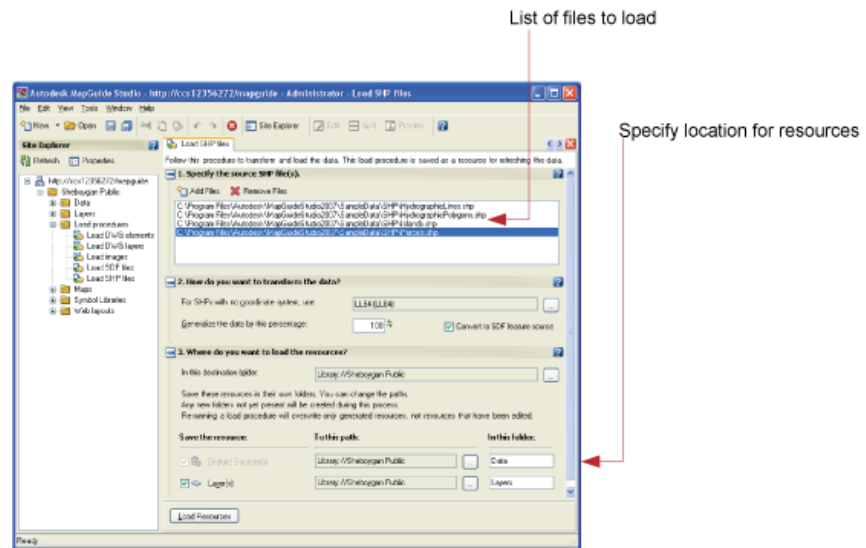 List of files to load
Specify location for resources
Autodesk MapGuide Studio - http://ccs12356272/mapguide - Administrator - Load SHP files
File Edit View Tools Window Help
New Open Site Explorer Edit Split Preview
Site Explorer
Refresh Properties
http://ccs12356272/mapguide
Sheboygan Public
Data
Layers
Load procedures
Load DWG elements
Load DWG layers
Load images
Load SDF files
Load SHP files
Maps
Symbol Libraries
Web layouts
Load SHP files
Follow this procedure to transform and load the data. This load procedure is saved as a resource for refreshing the data.
1. Specify the source SHP file(s).
Add Files Remove Files
C:\Program Files\Autodesk\MapGuideStudio2007\SampleData\SHP\HydrographicLines.shp
C:\Program Files\Autodesk\MapGuideStudio2007\SampleData\SHP\HydrographicPolygons.shp
C:\Program Files\Autodesk\MapGuideStudio2007\SampleData\SHP\Islands.shp
C:\Program Files\Autodesk\MapGuideStudio2007\SampleData\SHP\Parcels.shp
2. How do you want to transform the data?
For SHPs with no coordinate system, use LL84 (LL84) ...
Generalize the data by this percentage: 100 % Convert to SDF feature source
3. Where do you want to load the resources?
In this destination folder: Library://Sheboygan Public ...
Save these resources in their own folders. You can change the paths.
Any new folders not yet present will be created during this process.
Re-running a load procedure will overwrite only generated resources, not resources that have been edited.
Save the resource: To this path: In this folder:
Feature Source(s) Library://Sheboygan Public ... Data
Layer(s) Library://Sheboygan Public ... Layers
Load Resources
Ready